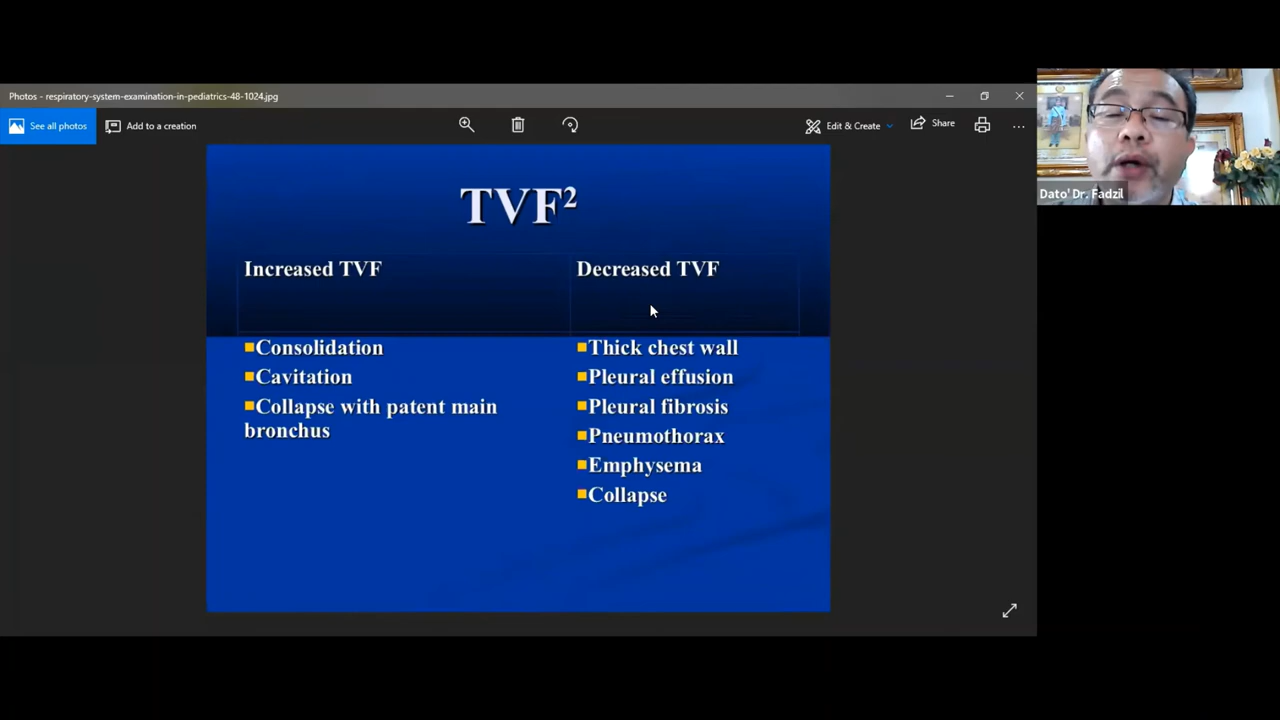 Photos - respiratory-system-examination-in-pediatrics-48-1024.jpg
See all photos
Add to a creation
Edit & Create
Share
Dato' Dr. Fadzil
TVF²
Increased TVF
Decreased TVF
Consolidation
Cavitation
Collapse with patent main
bronchus
Thick chest wall
Pleural effusion
Pleural fibrosis
Pneumothorax
Emphysema
Collapse